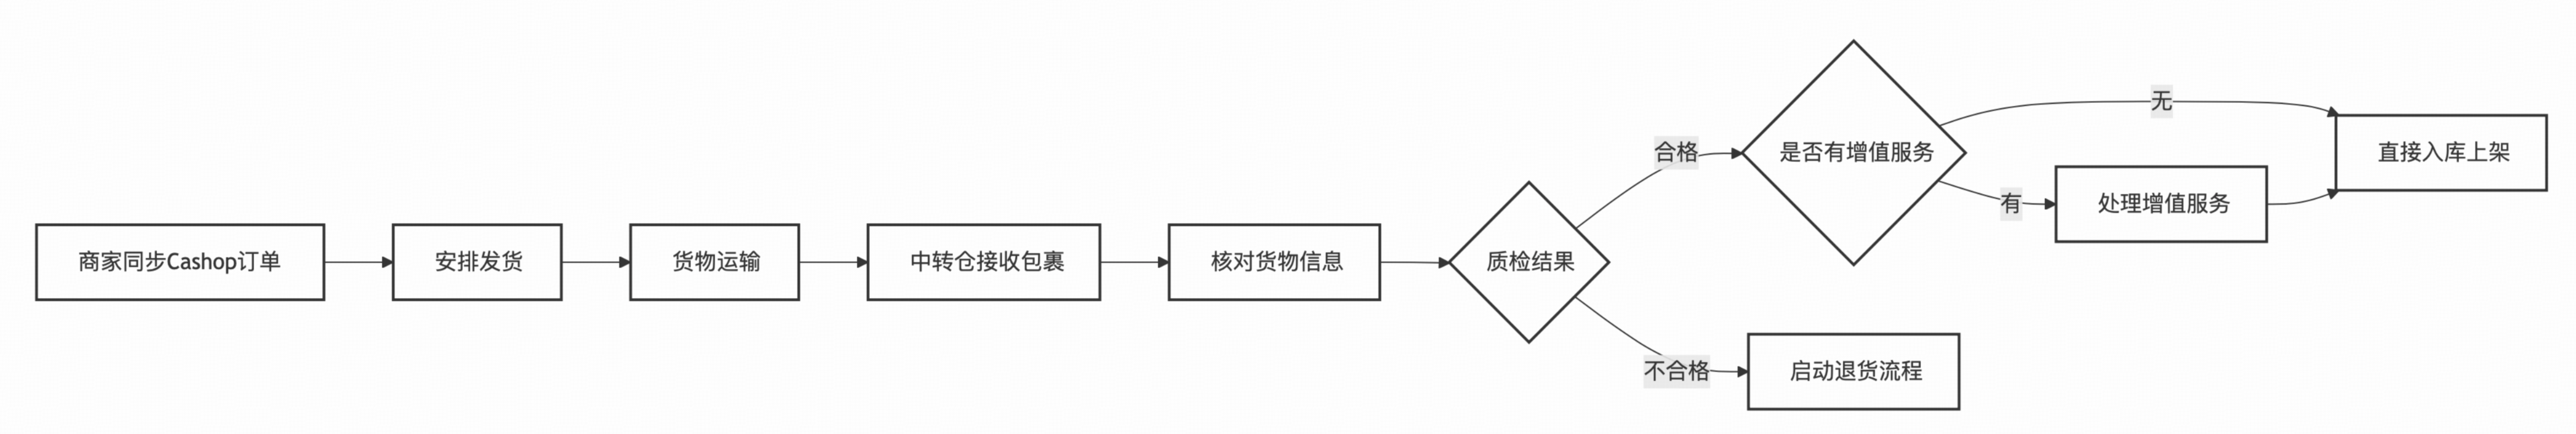 商家同步Cashop订单
安排发货
货物运输
中转仓接收包裹
核对货物信息
质检结果
合格
不合格
是否有增值服务
启动退货流程
无
有
处理增值服务
直接入库上架